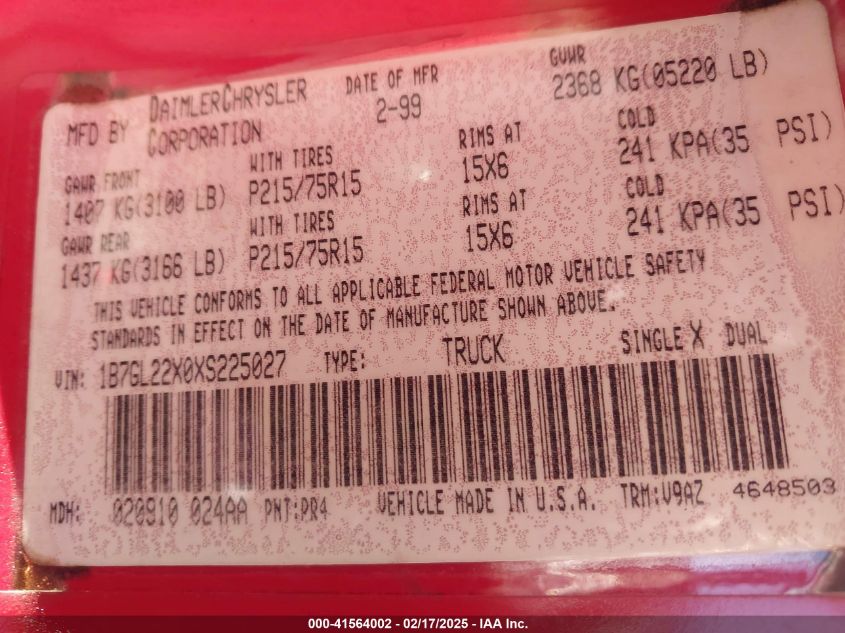 MFD BY DAIMLERCHRYSLER CORPORATION DATE OF MFR 2-99 GVWR 2368 KG(05220 LB)
GAWR FRONT WITH TIRES RIMS AT COLD
1407 KG(3100 LB) P215/75R15 15X6 241 KPA(35 PSI)
GAWR REAR WITH TIRES RIMS AT COLD
1437 KG(3166 LB) P215/75R15 15X6 241 KPA(35 PSI)
THIS VEHICLE CONFORMS TO ALL APPLICABLE FEDERAL MOTOR VEHICLE SAFETY
STANDARDS IN EFFECT ON THE DATE OF MANUFACTURE SHOWN ABOVE.
VIN: 1B7GL22X0XS225027 TYPE: TRUCK SINGLE X DUAL
MDH: 020910 024AA PNT:PR4 VEHICLE MADE IN U.S.A. TRM:V9AZ 4648503
000-41564002 - 02/17/2025 - IAA Inc.